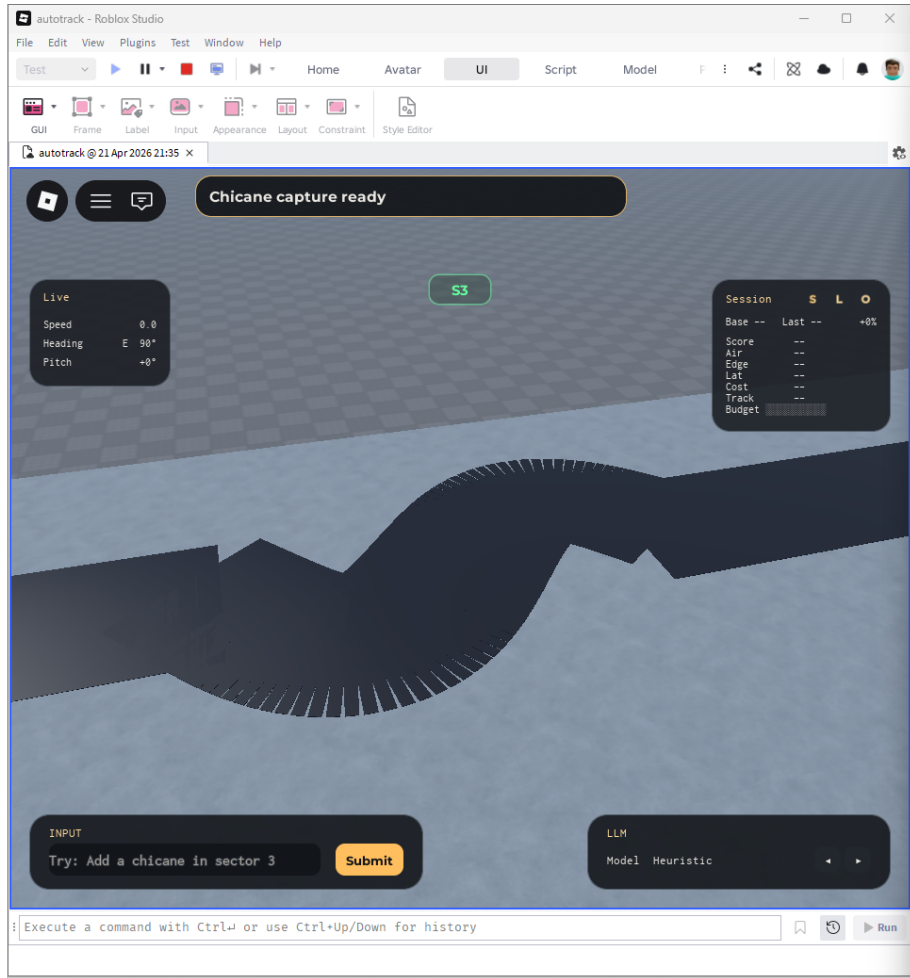 autotrack - Roblox Studio
File Edit View Plugins Test Window Help
Test Home Avatar UI Script Model F
GUI Frame Label Input Appearance Layout Constraint Style Editor
autotrack @ 21 Apr 2026 21:35
Chicane capture ready
S3
Live
Speed 0.0
Heading E 90°
Pitch +0°
Session S L O
Base -- Last -- +0%
Score --
Air --
Edge --
Lat --
Cost --
Track --
Budget
INPUT
Try: Add a chicane in sector 3
Submit
LLM
Model Heuristic
Execute a command with Ctrl+↵ or use Ctrl+Up/Down for history
Run